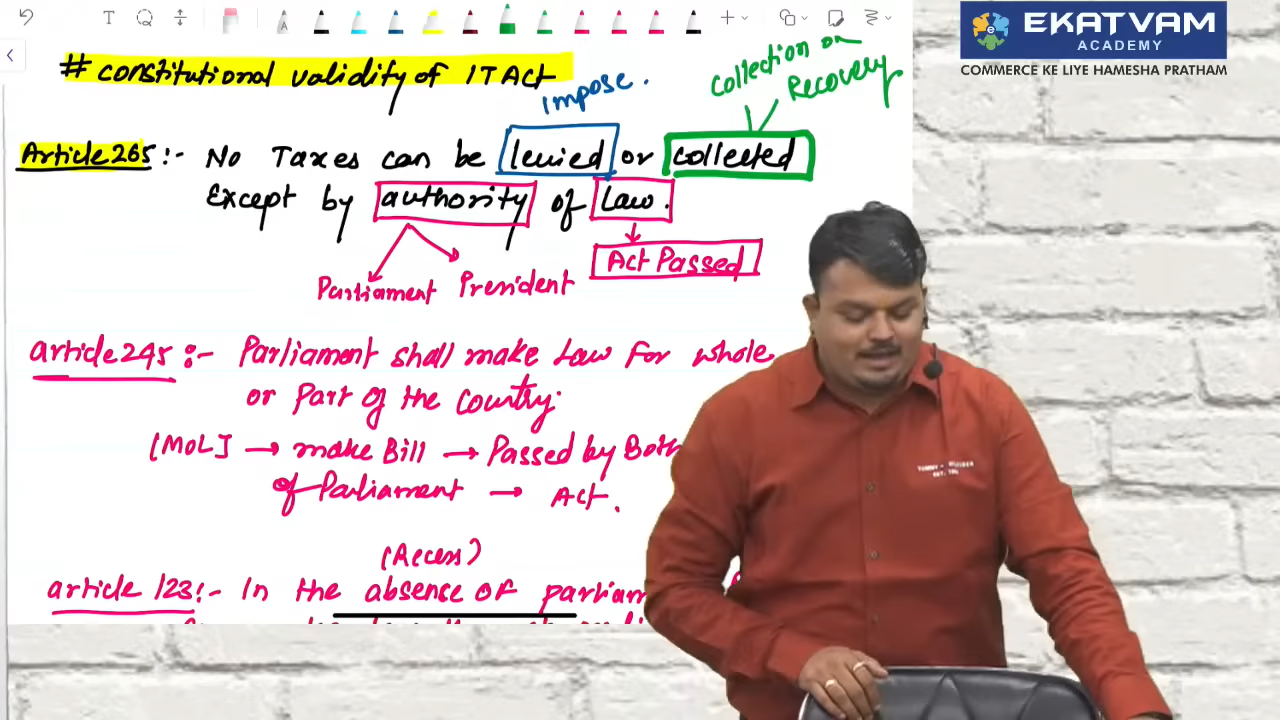 EKATVAM
ACADEMY
COMMERCE KE LIYE HAMESHA PRATHAM
# constitutional validity of IT Act
Impose.
Collection or
Recovery
Article 265:- No Taxes can be levied or collected
Except by authority of Law.
Act Passed
Parliament President
article 245:- Parliament shall make Law For whole
or Part of the country.
[MOL] → make Bill → Passed by Both
of Parliament → Act.
(Access)
article 123:- In the absence of parliam